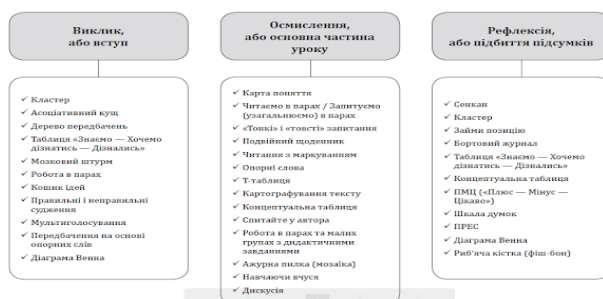 Виклик,
або вступ
✓ Кластер
✓ Асоціативний кущ
✓ Дерево передбачень
✓ Таблиця «Знаємо — Хочемо
дізнатись — Дізнались»
✓ Мозковий штурм
✓ Робота в парах
✓ Кошик ідей
✓ Правильні і неправильні
судження
✓ Мультиголосування
✓ Передбачення на основі
опорних слів
✓ Діаграма Венна
Осмислення,
або основна частина
уроку
✓ Карта поняття
✓ Читаємо в парах / Запитуємо
(узагальнюємо) в парах
✓ «Тонкі» і «товсті» запитання
✓ Подвійний щоденник
✓ Читання з маркуванням
✓ Опорні слова
✓ Т-таблиця
✓ Картографування тексту
✓ Концептуальна таблиця
✓ Спитайте у автора
✓ Робота в парах та малих
групах з дидактичними
завданнями
✓ Ажурна пилка (мозаїка)
✓ Навчаючи вчуся
✓ Дискусія
Рефлексія,
або підбиття підсумків
✓ Сенкан
✓ Кластер
✓ Займи позицію
✓ Бортовий журнал
✓ Таблиця «Знаємо — Хочемо
дізнатись — Дізнались»
✓ Концептуальна таблиця
✓ ПМЦ («Плюс — Мінус —
Цікаво»)
✓ Шкала думок
✓ ПРЕС
✓ Діаграма Венна
✓ Риб'яча кістка (фіш-бон)